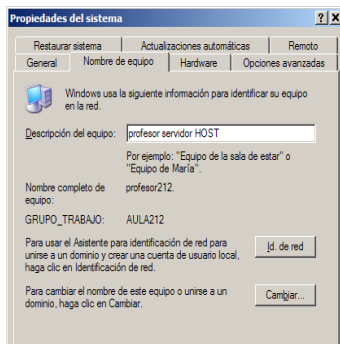 Propiedades del sistema
Restaurar sistema
Actualizaciones automáticas
Remoto
General
Nombre de equipo
Hardware
Opciones avanzadas
Windows usa la siguiente información para identificar su equipo
en la red.
Descripción del equipo:
profesor servidor HOST
Por ejemplo: "Equipo de la sala de estar" o
"Equipo de María".
Nombre completo de
equipo:
profesor212.
GRUPO_TRABAJO:
AULA212
Para usar el Asistente para identificación de red para
unirse a un dominio y crear una cuenta de usuario local,
haga clic en Identificación
de red.
Id. de red
Para cambiar el nombre de este equipo o unirse a un
dominio, haga clic en Cambiar.
Cambiar...